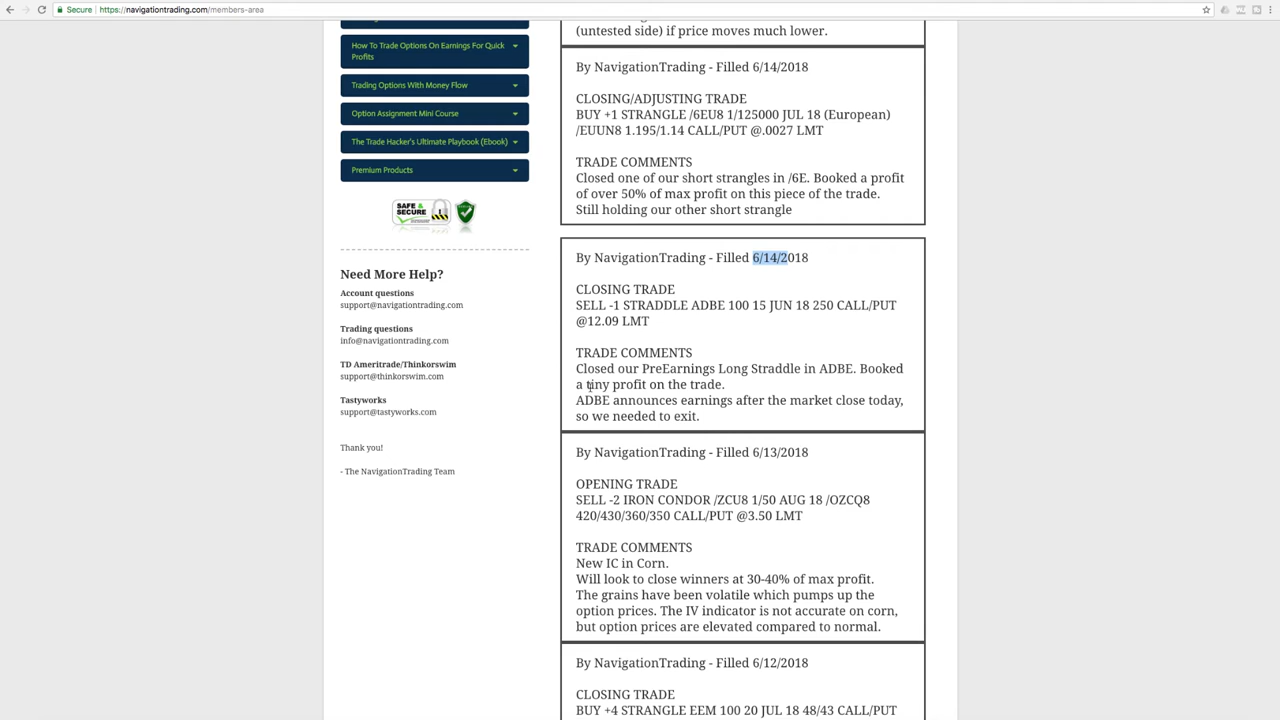 Secure
https://navigationtrading.com/members-area
How To Trade Options On Earnings For Quick
Profits
Trading Options With Money Flow
Option Assignment Mini Course
The Trade Hacker's Ultimate Playbook (Ebook)
Premium Products
SAFE &
SECURE
Need More Help?
Account questions
support@navigationtrading.com
Trading questions
info@navigationtrading.com
TD Ameritrade/Thinkorswim
support@thinkorswim.com
Tastyworks
support@tastyworks.com
Thank you!
- The NavigationTrading Team
(untested side) if price moves much lower.
By NavigationTrading - Filled 6/14/2018
CLOSING/ADJUSTING TRADE
BUY +1 STRANGLE /6EU8 1/125000 JUL 18 (European)
/EUUN8 1.195/1.14 CALL/PUT @.0027 LMT
TRADE COMMENTS
Closed one of our short strangles in /6E. Booked a profit
of over 50% of max profit on this piece of the trade.
Still holding our other short strangle
By NavigationTrading - Filled 6/14/2018
CLOSING TRADE
SELL -1 STRADDLE ADBE 100 15 JUN 18 250 CALL/PUT
@12.09 LMT
TRADE COMMENTS
Closed our PreEarnings Long Straddle in ADBE. Booked
a tiny profit on the trade.
ADBE announces earnings after the market close today,
so we needed to exit.
By NavigationTrading - Filled 6/13/2018
OPENING TRADE
SELL -2 IRON CONDOR /ZCU8 1/50 AUG 18 /OZCQ8
420/430/360/350 CALL/PUT @3.50 LMT
TRADE COMMENTS
New IC in Corn.
Will look to close winners at 30-40% of max profit.
The grains have been volatile which pumps up the
option prices. The IV indicator is not accurate on corn,
but option prices are elevated compared to normal.
By NavigationTrading - Filled 6/12/2018
CLOSING TRADE
BUY +4 STRANGLE EEM 100 20 JUL 18 48/43 CALL/PUT